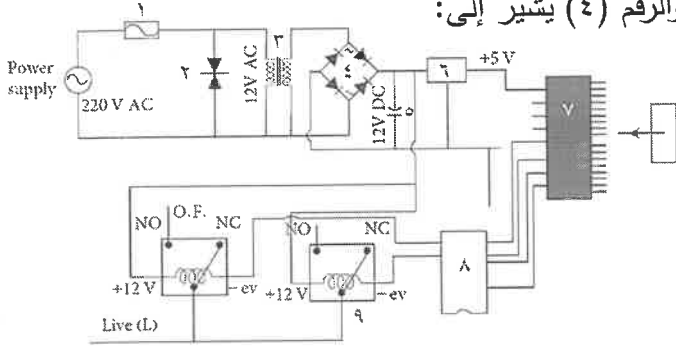 والرقم (٤) يشير إلى:
١
Power
sapply
220 V AC
٢
12V AC
٣
٤
12V DC
٥
٦
+5 V
٧
NO
O.F.
NC
+12 V
– ev
NO
NC
+12 V
– ev
٩
٨
Live (L)